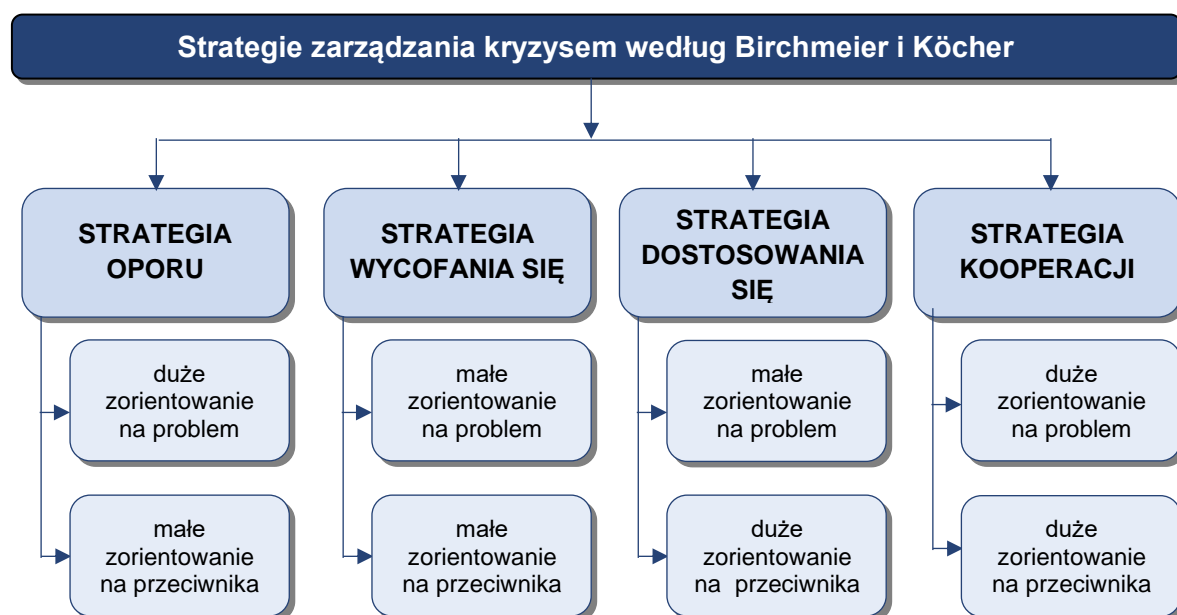 Strategie zarządzania kryzysem według Birchmeier i Köcher
STRATEGIA
OPORU
STRATEGIA
WYCOFANIA SIĘ
STRATEGIA
DOSTOSOWANIA
SIĘ
STRATEGIA
KOOPERACJI
duże
zorientowanie
na problem
małe
zorientowanie
na problem
małe
zorientowanie
na problem
duże
zorientowanie
na problem
małe
zorientowanie
na przeciwnika
małe
zorientowanie
na przeciwnika
duże
zorientowanie
na przeciwnika
duże
zorientowanie
na przeciwnika